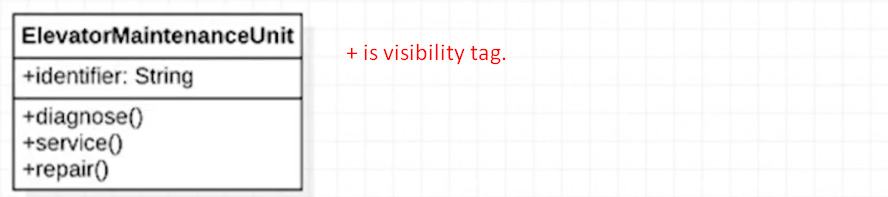 ElevatorMaintenanceUnit
+ is visibility tag.
+identifier: String
+diagnose()
+service()
+repair()